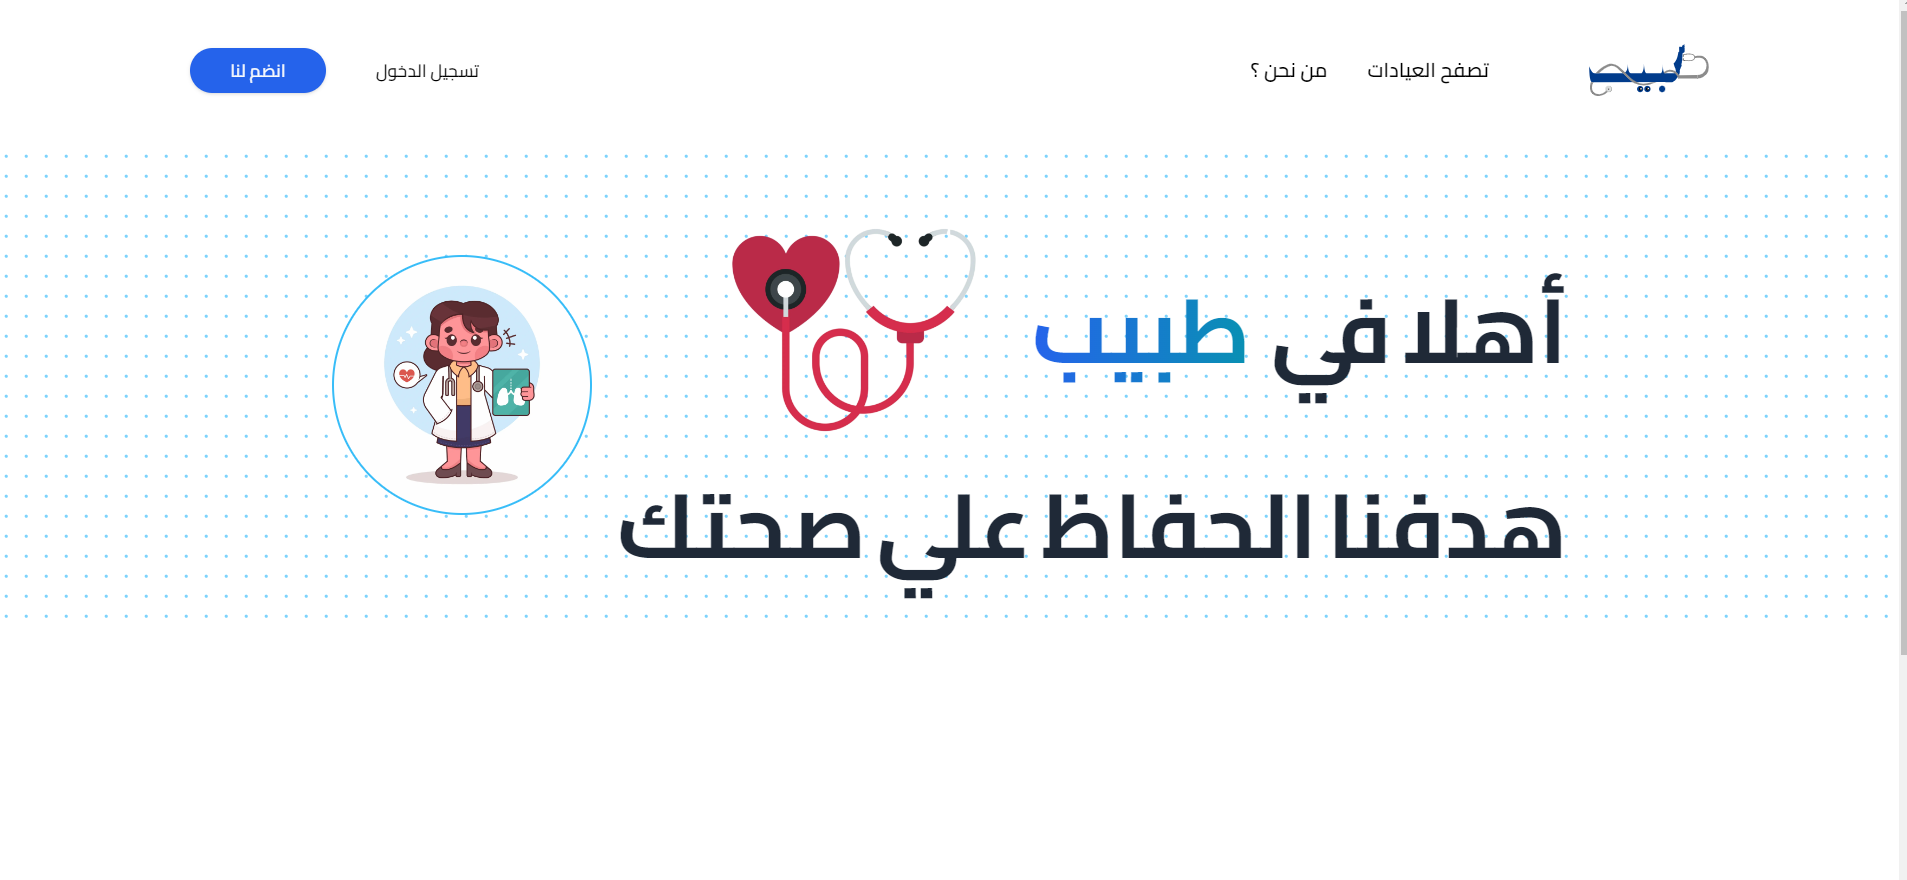 طبيب
تصفح العيادات
من نحن ؟
تسجيل الدخول
انضم لنا
أهلا في طبيب
هدفنا الحفاظ علي صحتك